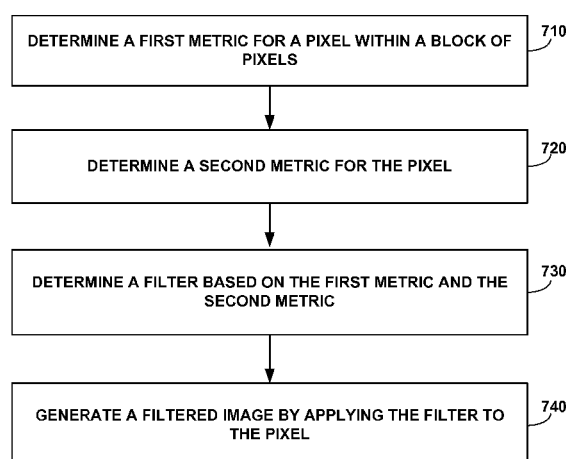 710
DETERMINE A FIRST METRIC FOR A PIXEL WITHIN A BLOCK OF
PIXELS
720
DETERMINE A SECOND METRIC FOR THE PIXEL
730
DETERMINE A FILTER BASED ON THE FIRST METRIC AND THE
SECOND METRIC
740
GENERATE A FILTERED IMAGE BY APPLYING THE FILTER TO
THE PIXEL